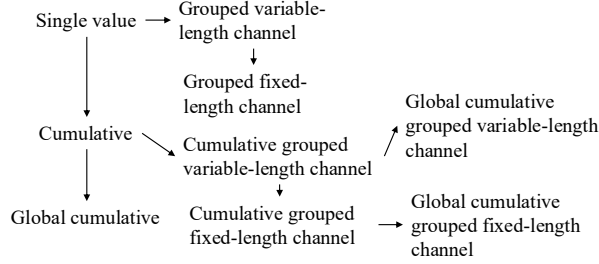 Single value
Grouped variable-
length channel
Grouped fixed-
length channel
Cumulative
Cumulative grouped
variable-length channel
Global cumulative
grouped variable-length
channel
Global cumulative
Cumulative grouped
fixed-length channel
Global cumulative
grouped fixed-length
channel